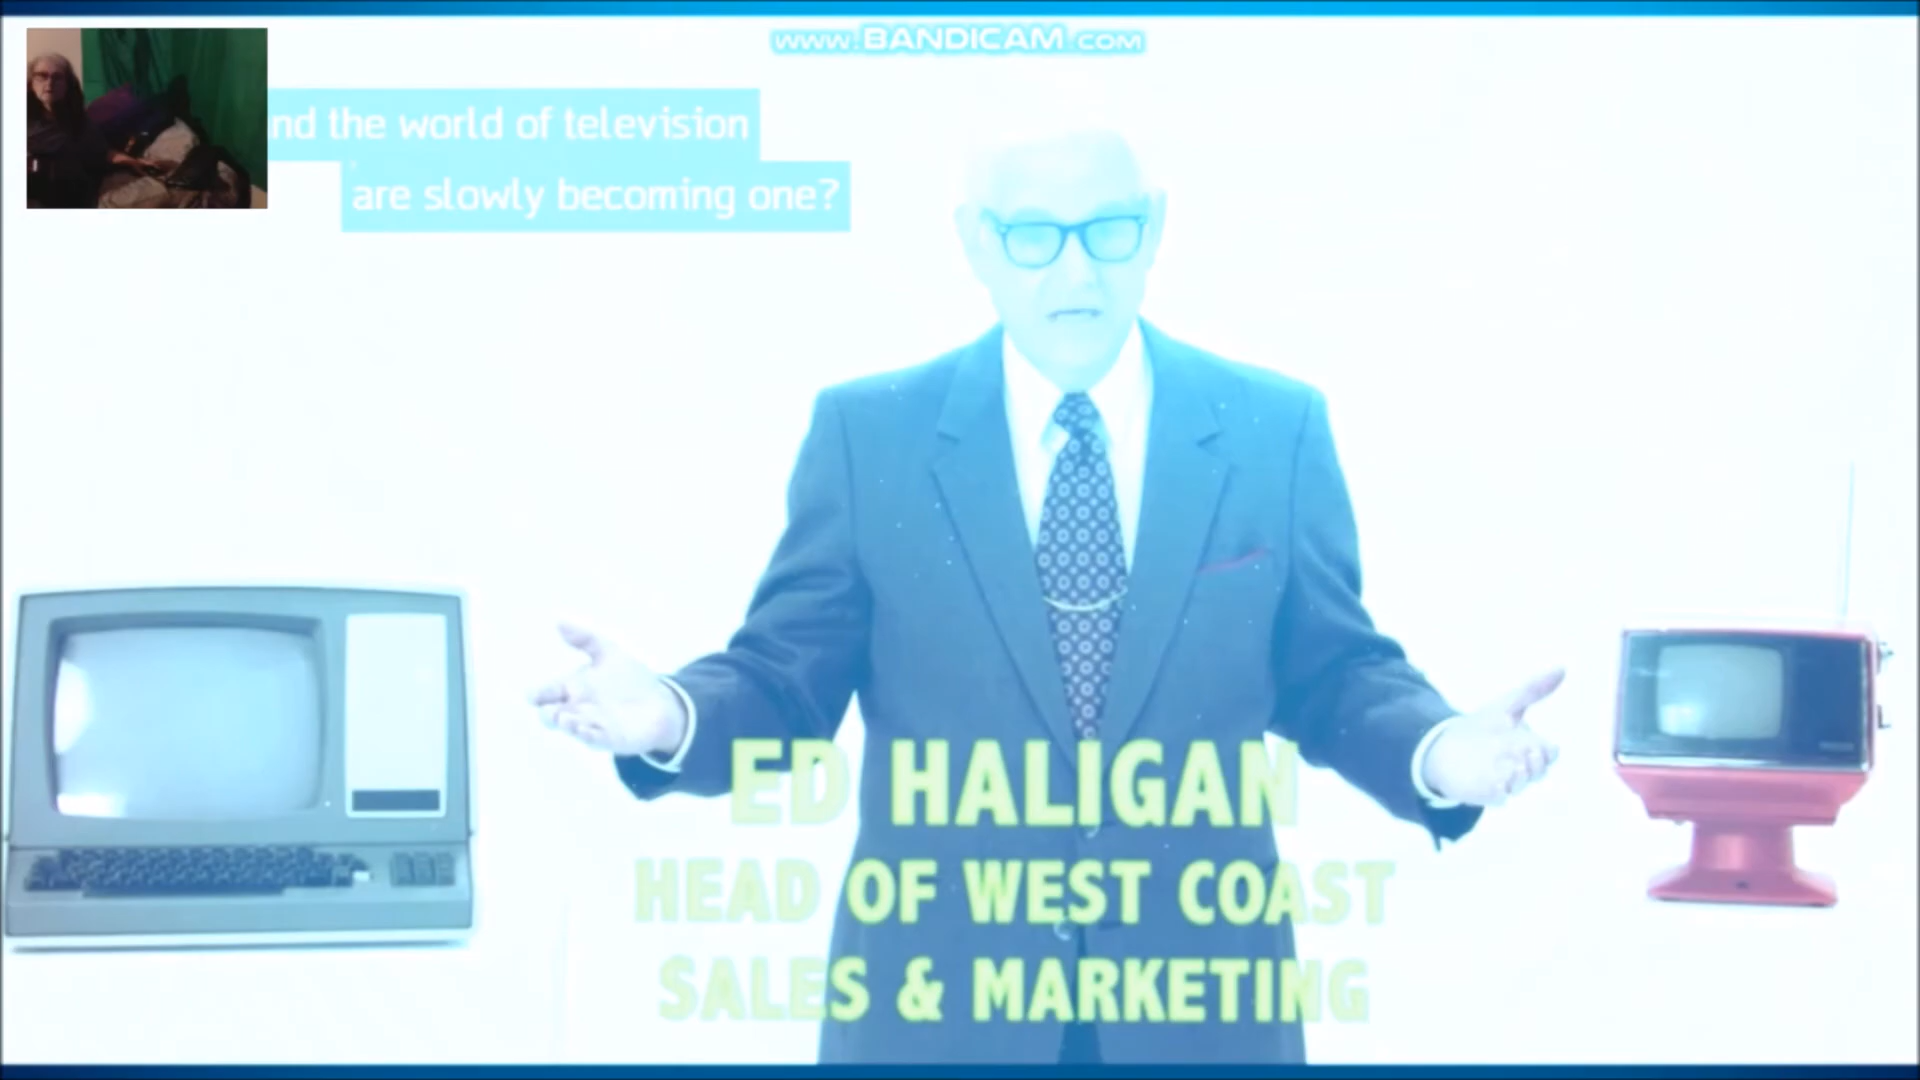 www.BANDICAM.com
nd the world of television
are slowly becoming one?
ED HALIGAN
HEAD OF WEST COAST
SALES & MARKETING